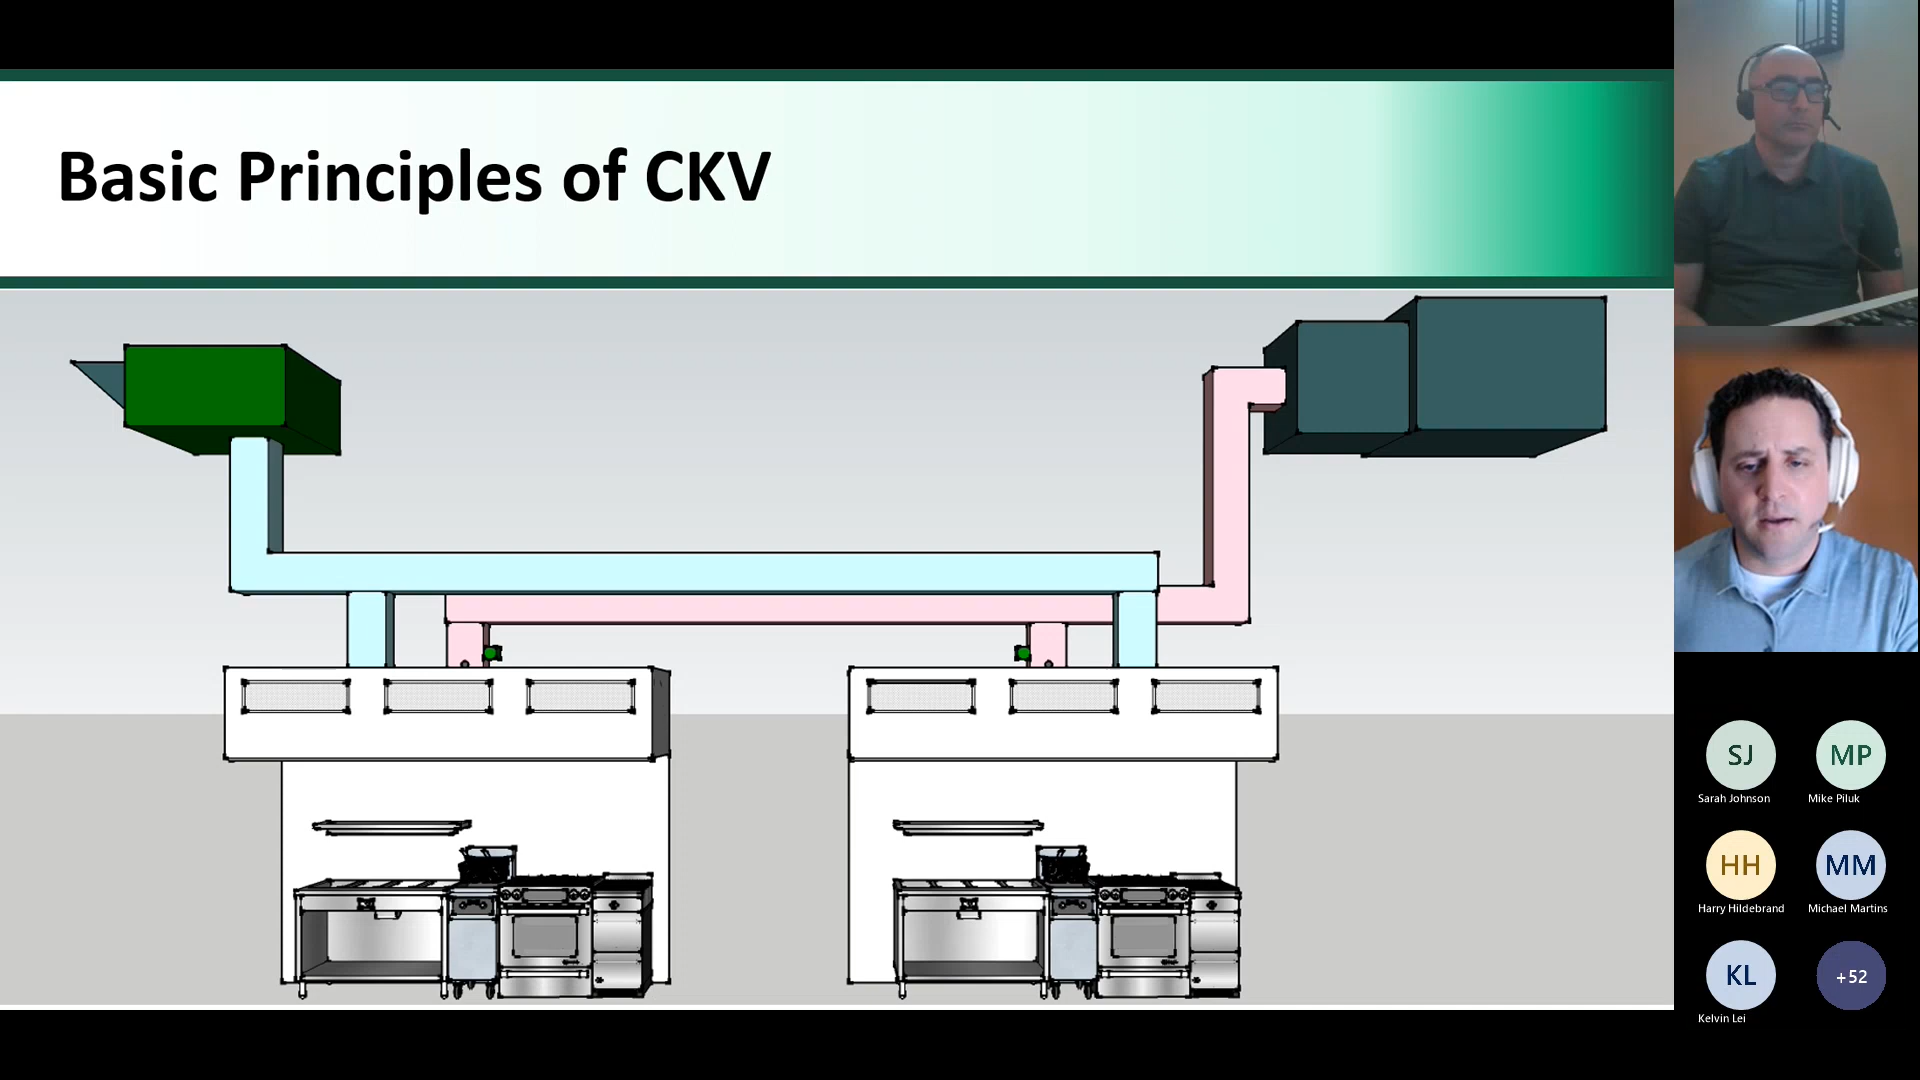 Basic Principles of CKV
SJ
Sarah Johnson
MP
Mike Piluk
HH
Harry Hildebrand
MM
Michael Martins
KL
Kelvin Lei
+52